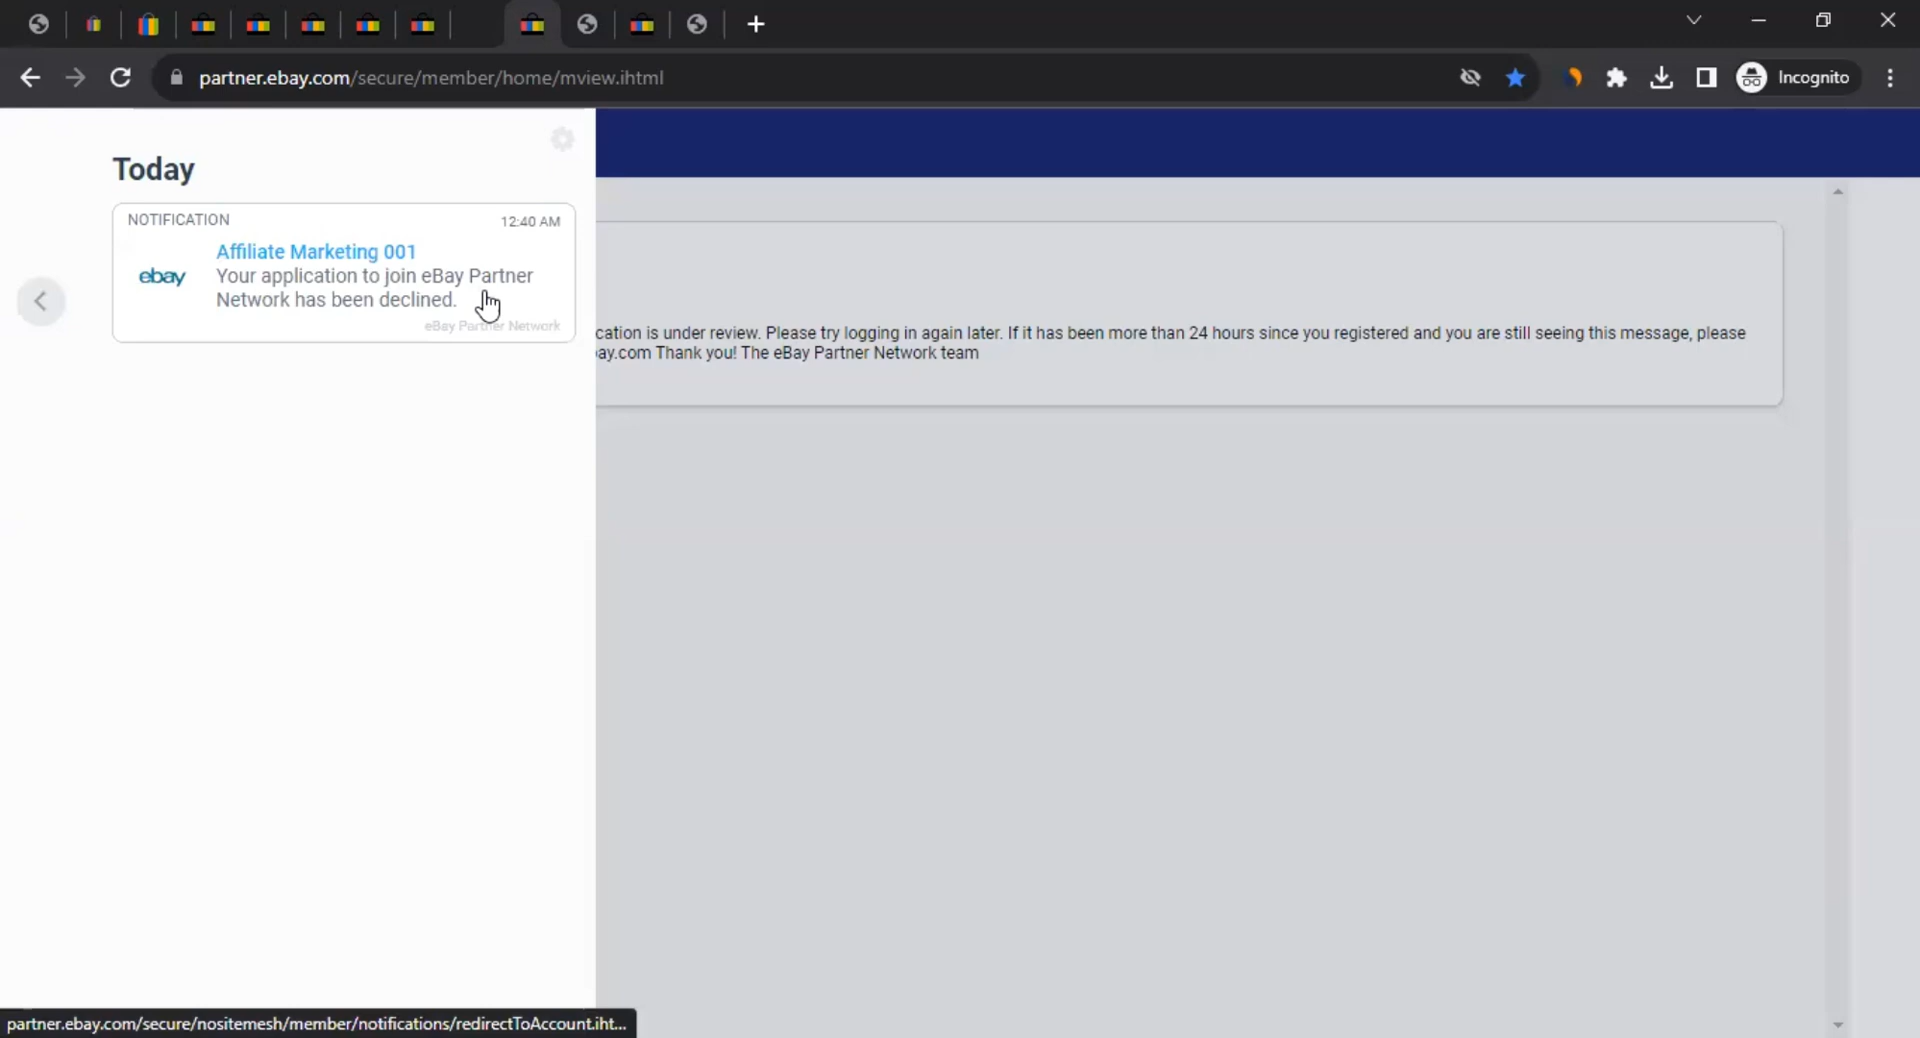 partner.ebay.com/secure/member/home/mview.ihtml
Incognito
Today
NOTIFICATION
12:40 AM
Affiliate Marketing 001
ebay
Your application to join eBay Partner
Network has been declined.
eBay Partner Network
cation is under review. Please try logging in again later. If it has been more than 24 hours since you registered and you are still seeing this message, please
ay.com Thank you! The eBay Partner Network team
partner.ebay.com/secure/nositemesh/member/notifications/redirectToAccount.iht...